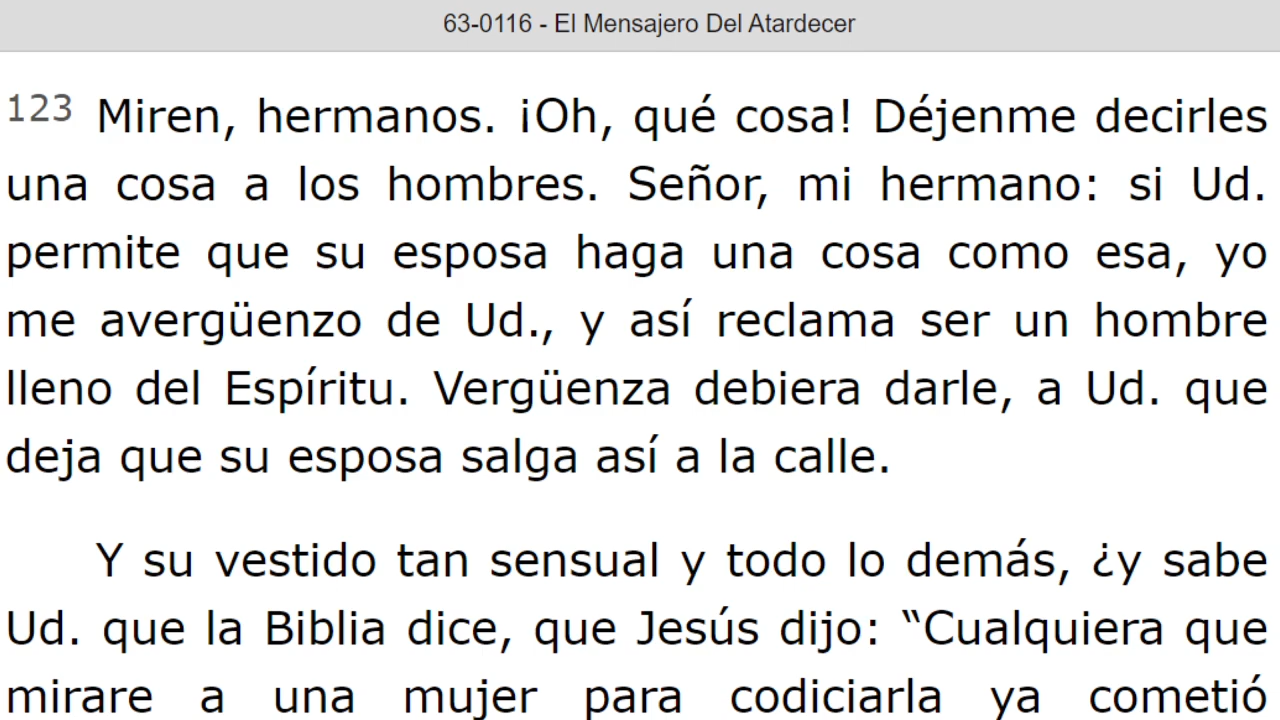 63-0116 - El Mensajero Del Atardecer
123 Miren, hermanos. ¡Oh, qué cosa! Déjenme decirles
una cosa a los hombres. Señor, mi hermano: si Ud.
permite que su esposa haga una cosa como esa, yo
me avergüenzo de Ud., y así reclama ser un hombre
lleno del Espíritu. Vergüenza debiera darle, a Ud. que
deja que su esposa salga así a la calle.
Y su vestido tan sensual y todo lo demás, ¿y sabe
Ud. que la Biblia dice, que Jesús dijo: “Cualquiera que
mirare a una mujer para codiciarla ya cometió